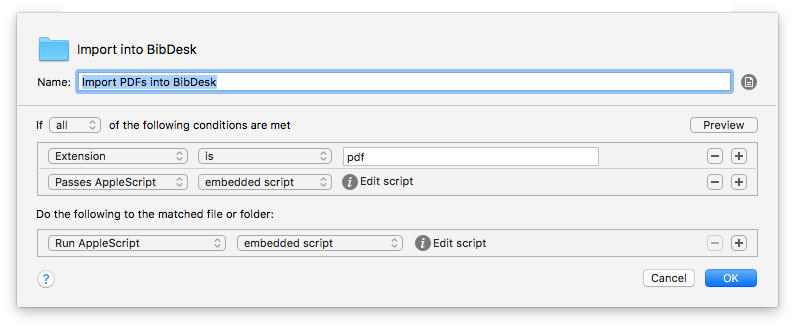 Import into BibDesk
Name: Import PDFs into BibDesk
If all of the following conditions are met Preview
Extension is pdf
Passes AppleScript embedded script i Edit script
Do the following to the matched file or folder:
Run AppleScript embedded script i Edit script
? Cancel OK